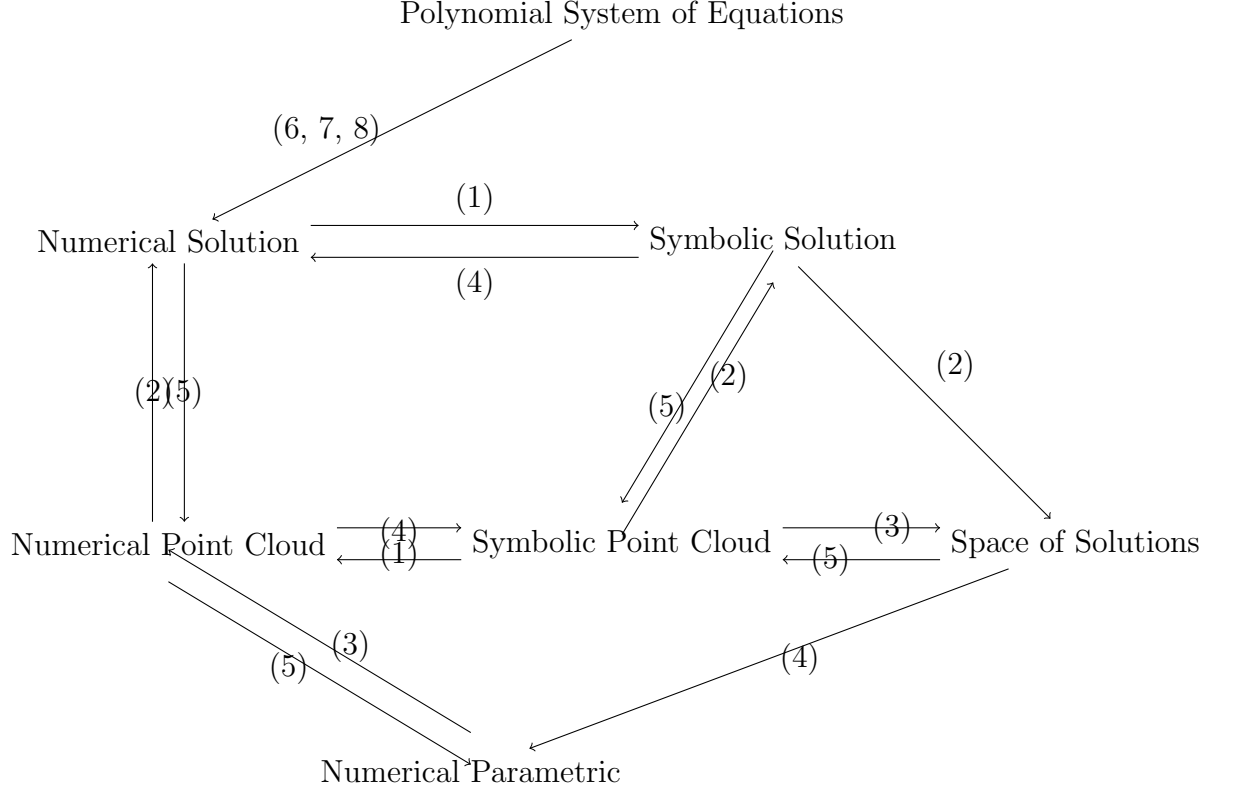 Polynomial System of Equations
(6, 7, 8)
(1)
Numerical Solution
Symbolic Solution
(4)
(2)
(2)
(2)
(5)
(5)
(4)
(3)
Numerical Point Cloud
Symbolic Point Cloud
Space of Solutions
(1)
(5)
(3)
(4)
(5)
Numerical Parametric